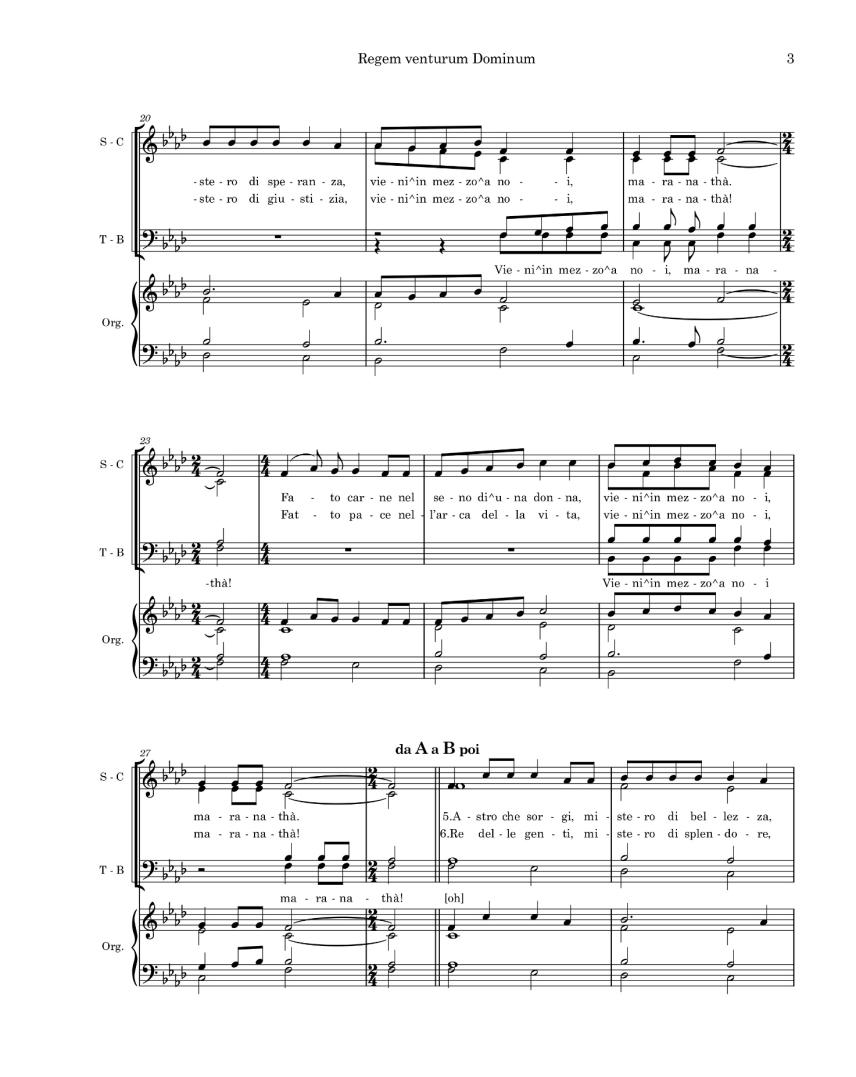 Regem venturum Dominum 3
20
S - C
-ste - ro di spe - ran - za, vie - ni^in mez - zo^a no - - i, ma - ra - na - thà.
-ste - ro di giu - sti - zia, vie - ni^in mez - zo^a no - - i, ma - ra - na - thà!
T - B
Vie - ni^in mez - zo^a no - i, ma - ra - na -
Org.
23
S - C
Fa - to car - ne nel se - no di^u - na don - na, vie - ni^in mez - zo^a no - i,
Fat - to pa - ce nel - l'ar - ca del - la vi - ta, vie - ni^in mez - zo^a no - i,
T - B
-thà! Vie - ni^in mez - zo^a no - i
Org.
da A a B poi
27
S - C
ma - ra - na - thà. 5.A - stro che sor - gi, mi - ste - ro di bel - lez - za,
ma - ra - na - thà! 6.Re del - le gen - ti, mi - ste - ro di splen - do - re,
T - B
ma - ra - na - thà! [oh]
Org.